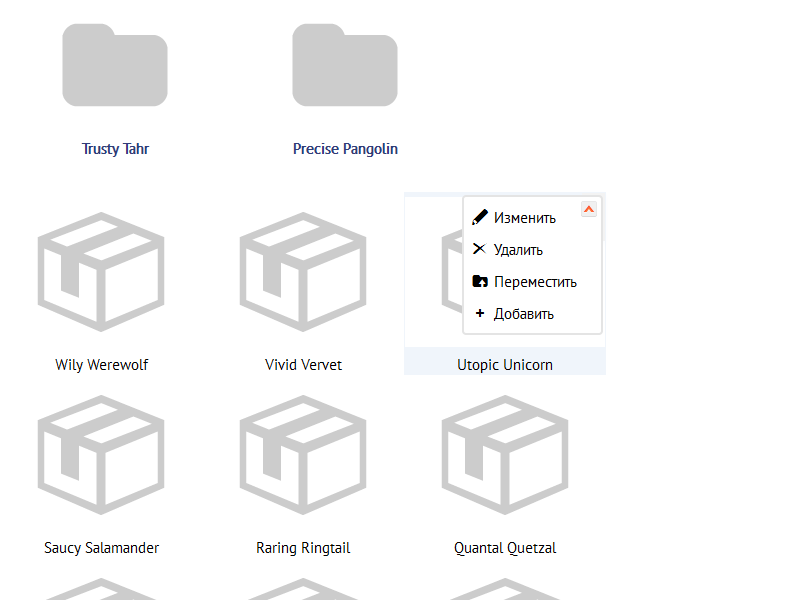 Trusty Tahr
Precise Pangolin
Изменить
Удалить
Переместить
Добавить
Wily Werewolf
Vivid Vervet
Utopic Unicorn
Saucy Salamander
Raring Ringtail
Quantal Quetzal